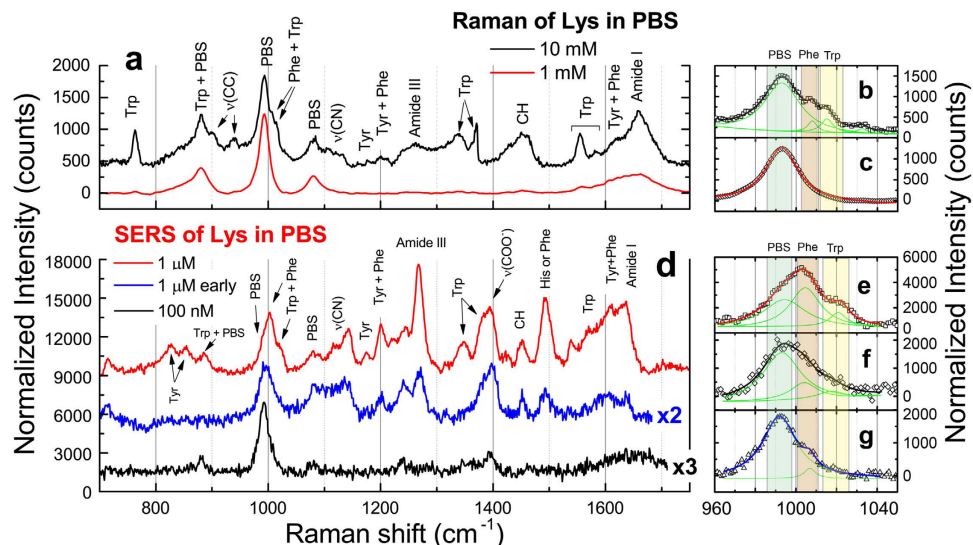 Raman of Lys in PBS
a
10 mM
1 mM
Trp
Trp + PBS
ν(CC)
PBS
Phe + Trp
PBS
ν(CN)
Tyr
Tyr + Phe
Amide III
Trp
CH
Trp
Tyr + Phe
Amide I
2000
1500
1000
500
0
Normalized Intensity (counts)
SERS of Lys in PBS
d
1 μM
1 μM early
100 nM
Tyr
Trp + PBS
PBS
Trp + Phe
PBS
ν(CN)
Tyr
Tyr + Phe
Amide III
Trp
ν(COO⁻)
CH
His or Phe
Trp
Tyr+Phe
Amide I
x2
x3
18000
15000
12000
9000
6000
3000
0
800 1000 1200 1400 1600
Raman shift (cm⁻¹)
PBS Phe Trp
b
1500
1000
500
0
c
1000
500
0
PBS Phe Trp
e
6000
4000
2000
0
f
2000
1000
0
g
2000
1000
0
960 1000 1040
Normalized Intensity (counts)